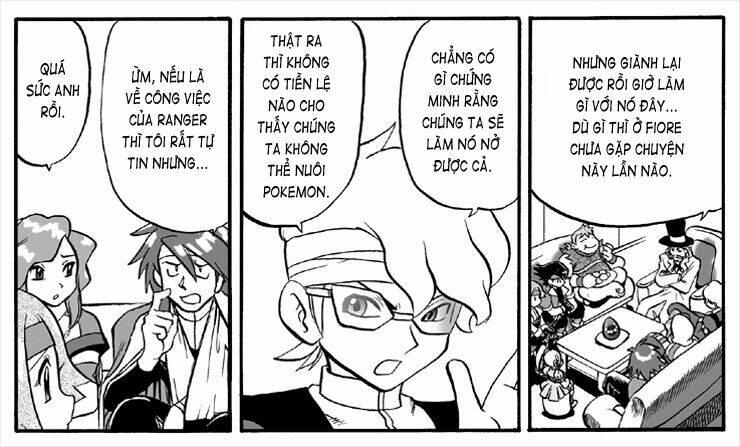 NHƯNG GIÀNH LẠI
ĐƯỢC RỒI GIỜ LÀM
GÌ VỚI NÓ ĐÂY...
DÙ GÌ THÌ Ở FIORE
CHƯA GẶP CHUYỆN
NÀY LẦN NÀO.
CHẲNG CÓ
GÌ CHỨNG
MINH RẰNG
CHÚNG TA SẼ
LÀM NÓ NỞ
ĐƯỢC CẢ.
THẬT RA
THÌ KHÔNG
CÓ TIỀN LỆ
NÀO CHO
THẤY CHÚNG
TA KHÔNG
THỂ NUÔI
POKEMON.
ỪM, NẾU LÀ
VỀ CÔNG VIỆC
CỦA RANGER
THÌ TÔI RẤT TỰ
TIN NHƯNG...
QUÁ
SỨC ANH
RỒI.